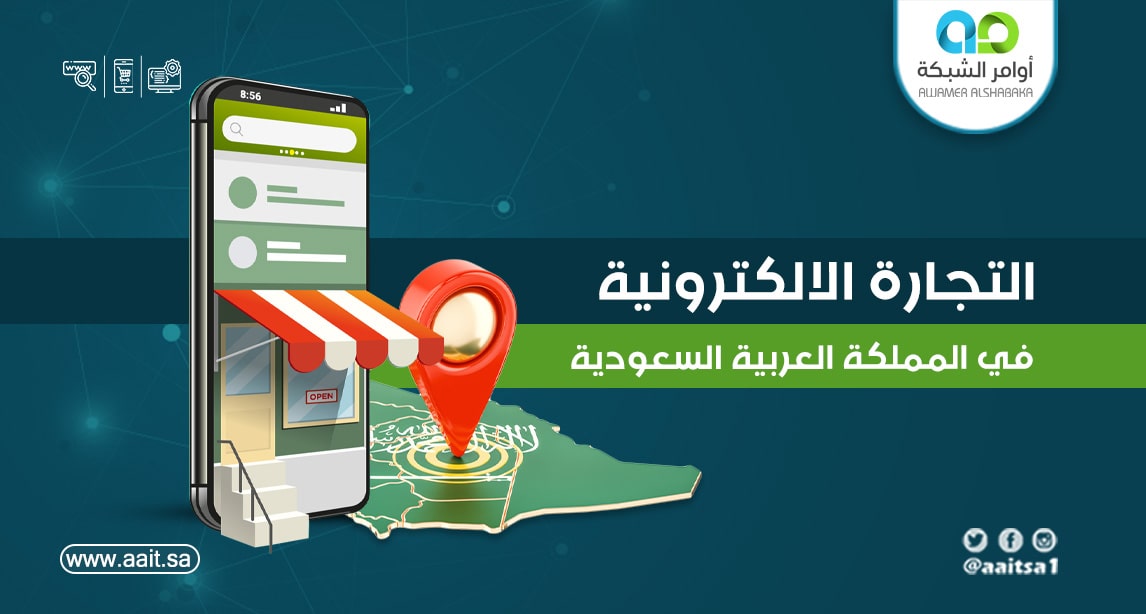 أوامر الشبكة
AWAMER ALSHABAKA
www
8:56
التجارة الالكترونية
في المملكة العربية السعودية
OPEN
www.aait.sa
@aaitsa1